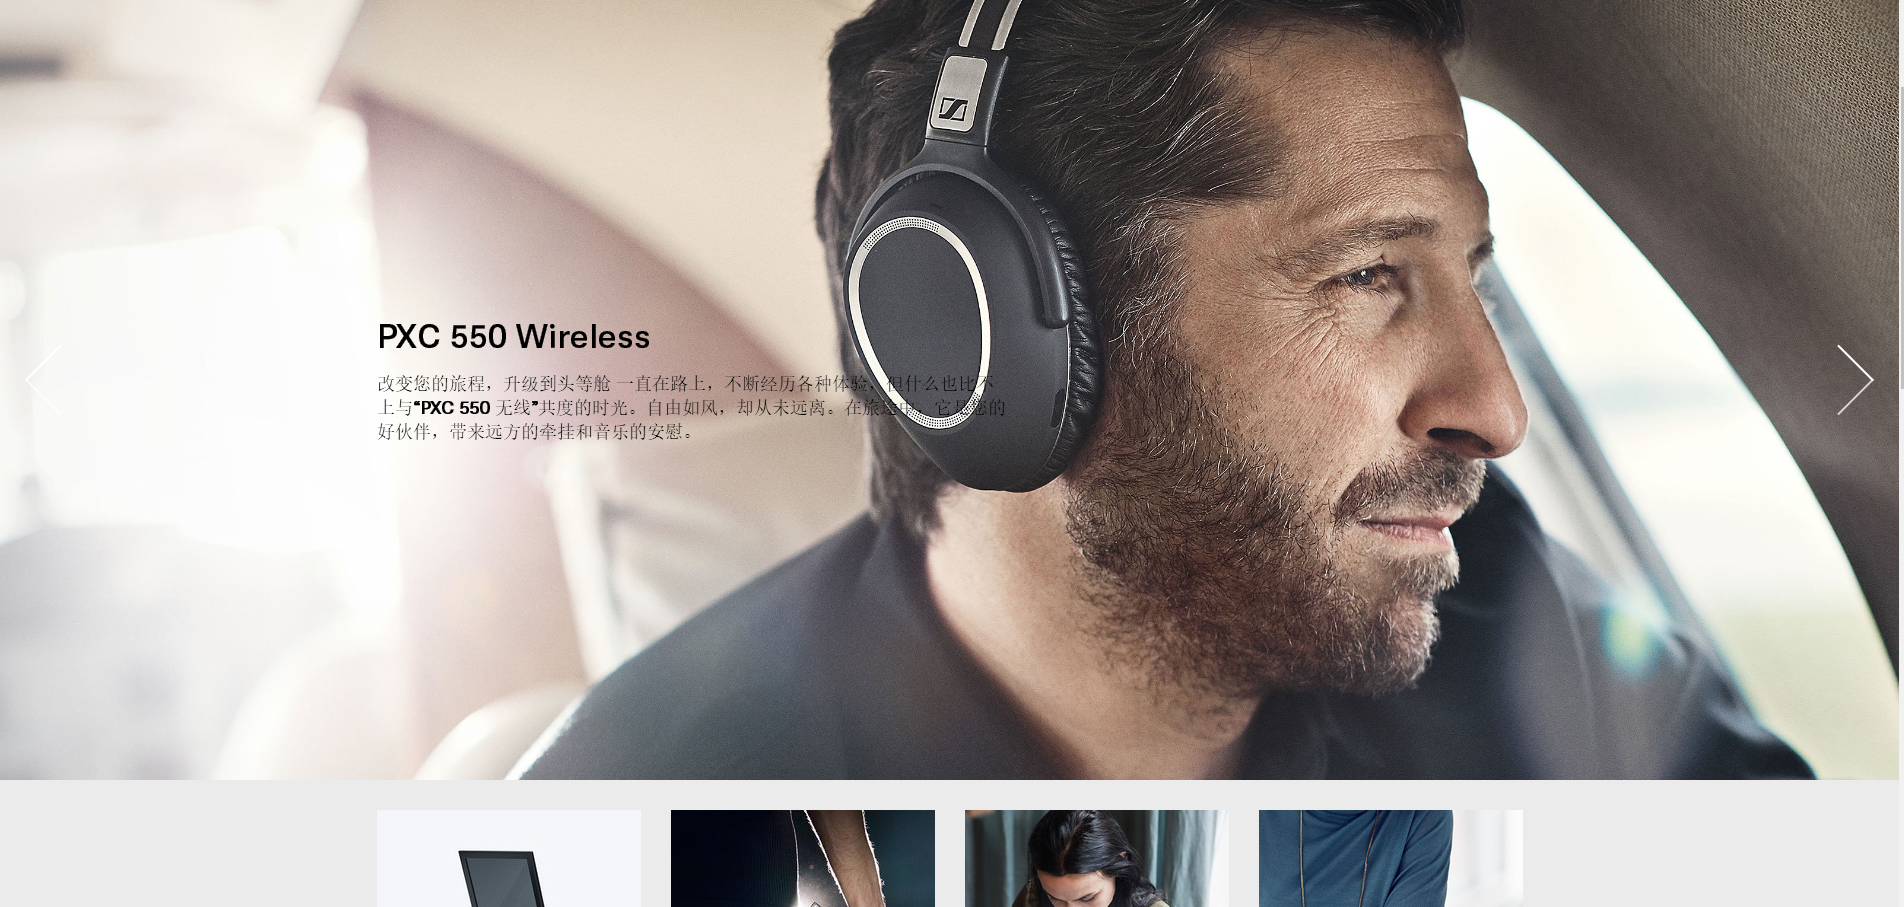 PXC 550 Wireless
改变您的旅程，升级到头等舱 一直在路上，不断经历各种体验，但什么也比不
上与“PXC 550 无线”共度的时光。自由如风，却从未远离。在旅途中，它是您的
好伙伴，带来远方的牵挂和音乐的安慰。